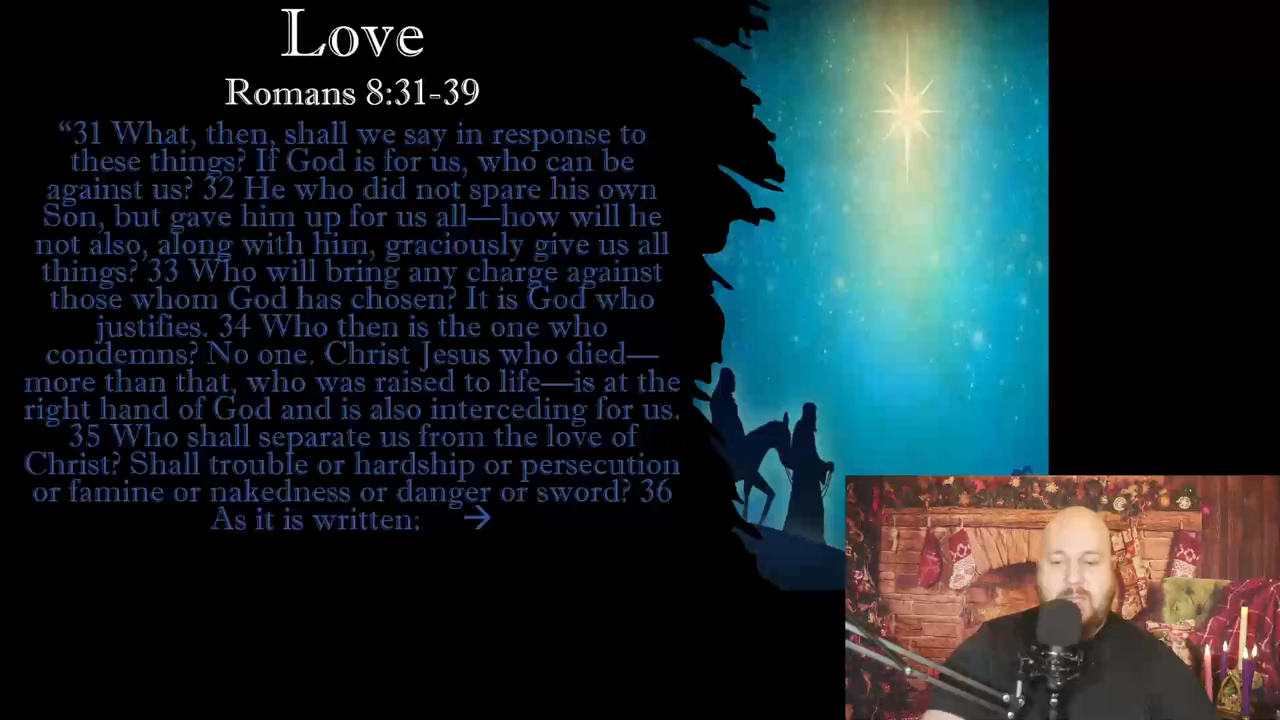 Love
Romans 8:31-39
“31 What, then, shall we say in response to
these things? If God is for us, who can be
against us? 32 He who did not spare his own
Son, but gave him up for us all—how will he
not also, along with him, graciously give us all
things? 33 Who will bring any charge against
those whom God has chosen? It is God who
justifies. 34 Who then is the one who
condemns? No one. Christ Jesus who died—
more than that, who was raised to life—is at the
right hand of God and is also interceding for us.
35 Who shall separate us from the love of
Christ? Shall trouble or hardship or persecution
or famine or nakedness or danger or sword? 36
As it is written: →